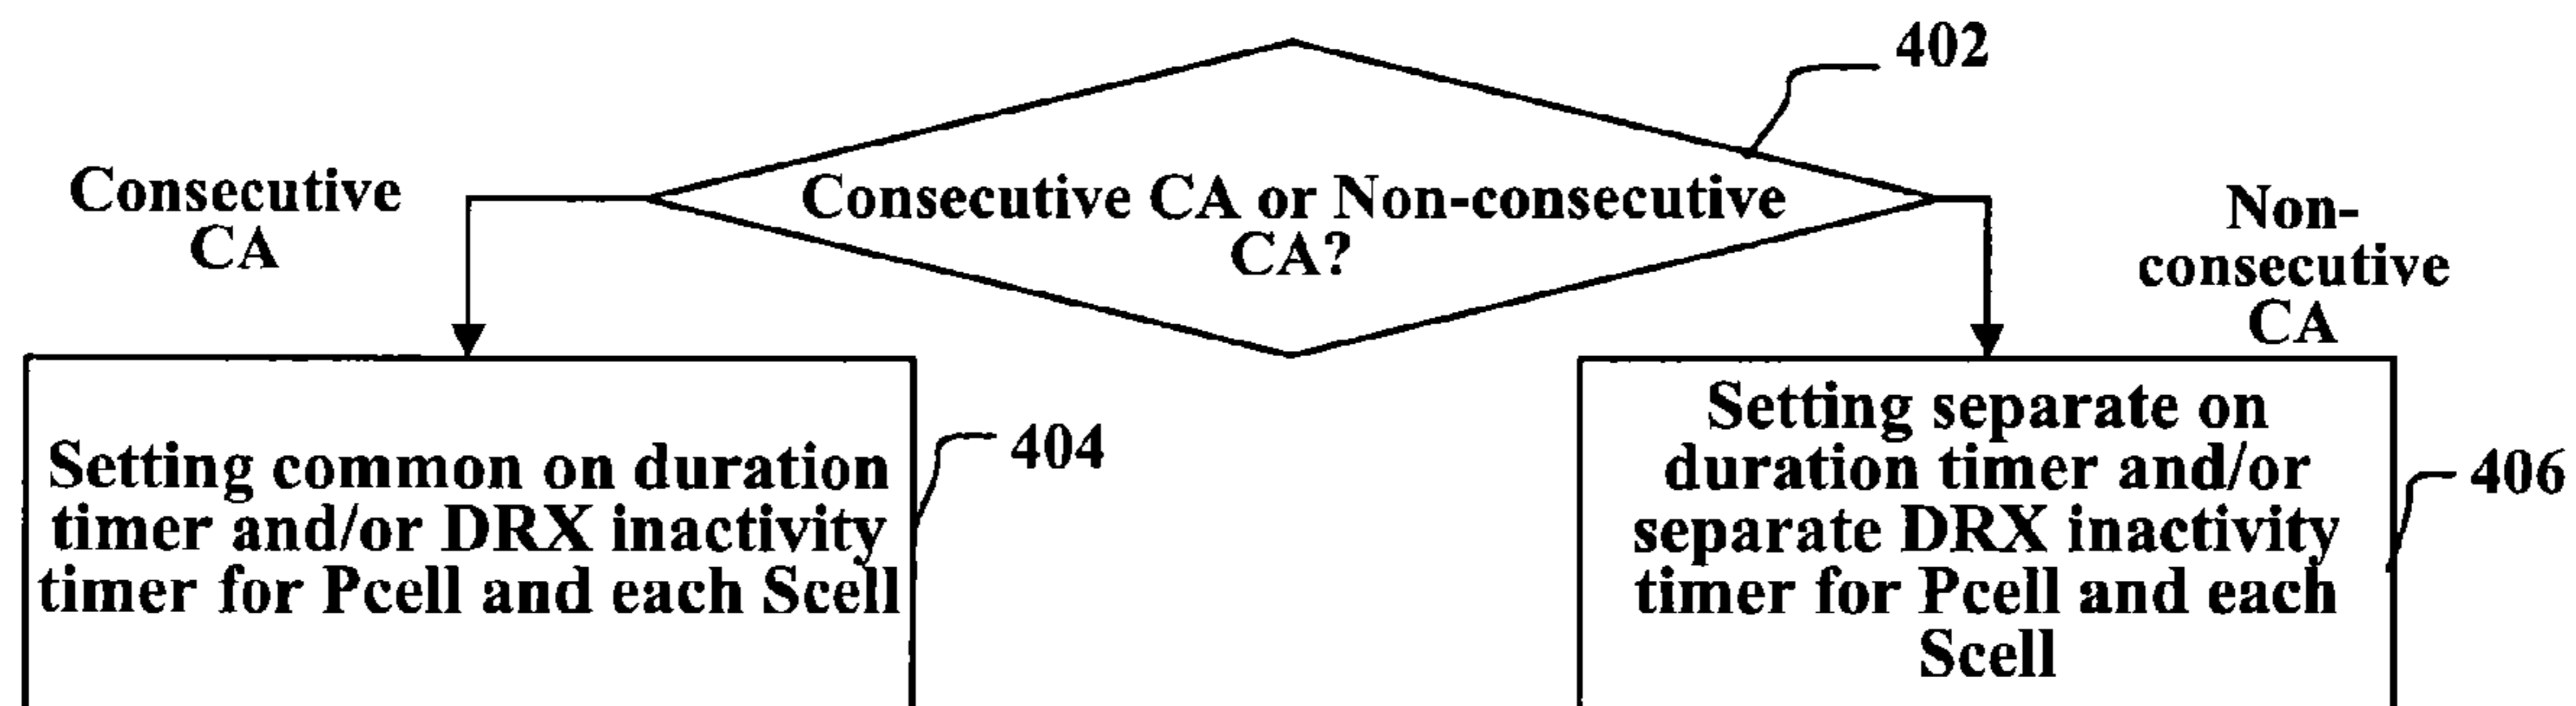 402
Consecutive
CA
Consecutive CA or Non-consecutive
CA?
Non-
consecutive
CA
Setting common on duration
timer and/or DRX inactivity
timer for Pcell and each Scell
404
Setting separate on
duration timer and/or
separate DRX inactivity
timer for Pcell and each
Scell
406